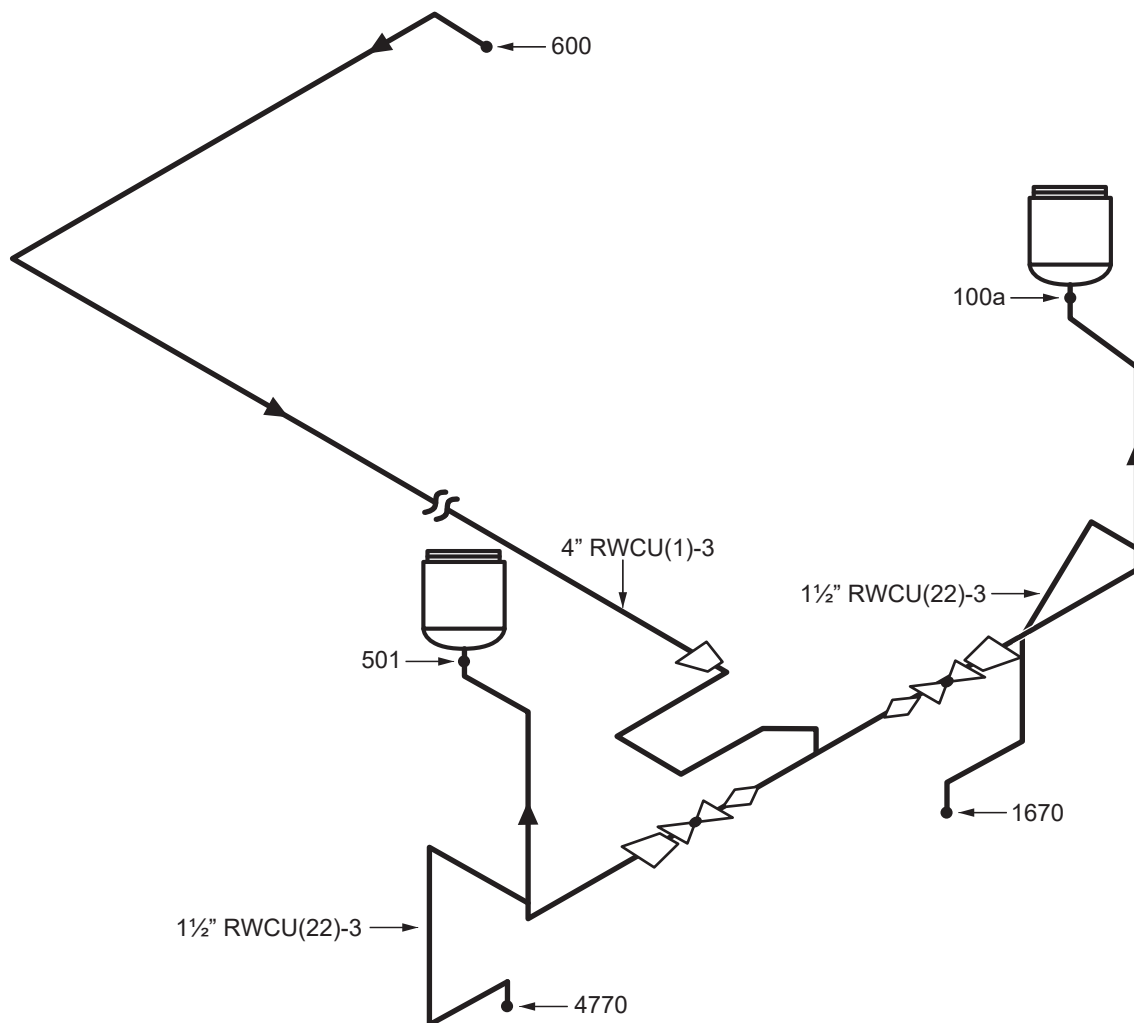 600
100a
4” RWCU(1)-3
1½” RWCU(22)-3
501
1670
1½” RWCU(22)-3
4770